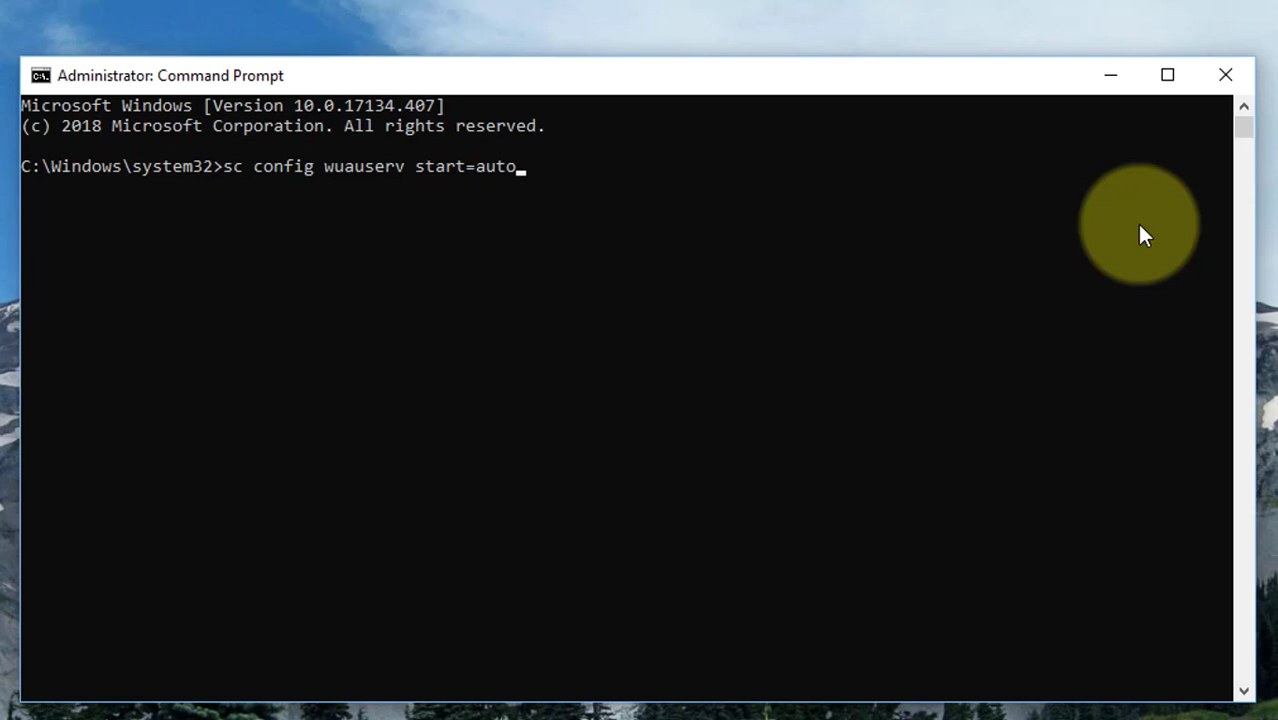 Administrator: Command Prompt
Microsoft Windows [Version 10.0.17134.407]
(c) 2018 Microsoft Corporation. All rights reserved.
C:\Windows\system32>sc config wuauserv start=auto